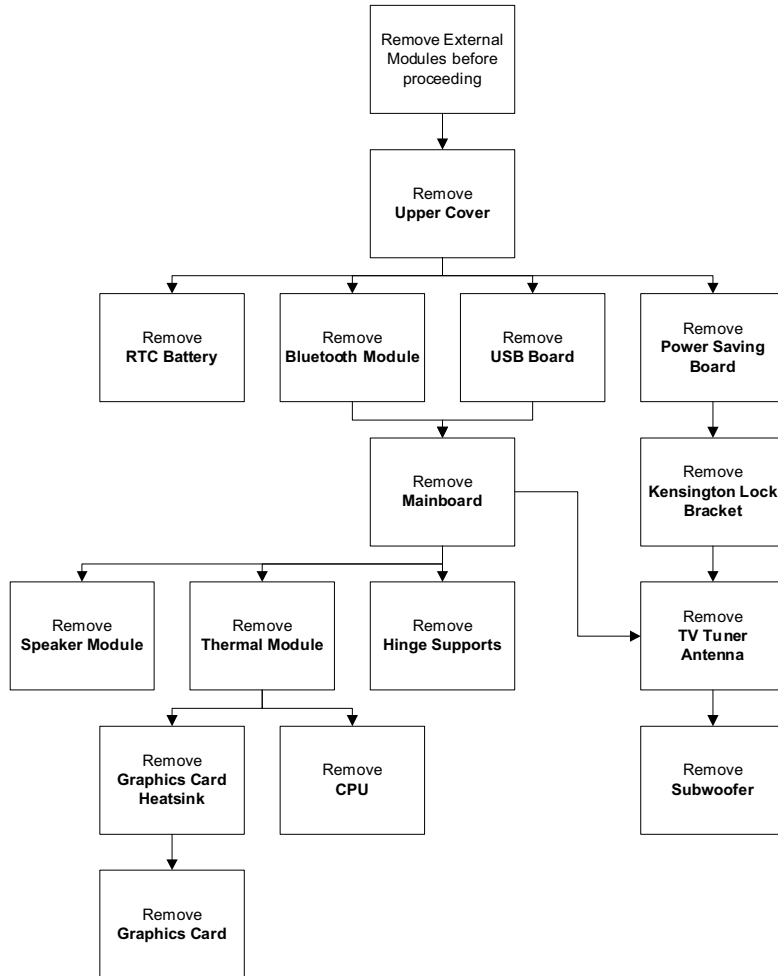 Remove External
Modules before
proceeding
Remove
Upper Cover
Remove
RTC Battery
Remove
Bluetooth Module
Remove
USB Board
Remove
Power Saving
Board
Remove
Mainboard
Remove
Kensington Lock
Bracket
Remove
Speaker Module
Remove
Thermal Module
Remove
Hinge Supports
Remove
TV Tuner
Antenna
Remove
Graphics Card
Heatsink
Remove
CPU
Remove
Subwoofer
Remove
Graphics Card